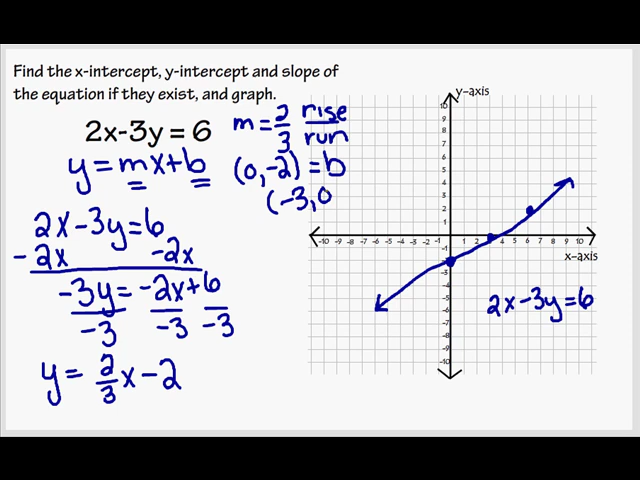 Find the x-intercept, y-intercept and slope of
the equation if they exist, and graph.
2x-3y = 6
y = mx+b
2x-3y=6
-2x -2x
-3y = -2x+6
-3 -3 -3
y = 2/3 x - 2
m = 2/3 rise/run
(0,-2) = b
(-3,0
y-axis
10
9
8
7
6
5
4
3
2
1
-10 -9 -8 -7 -6 -5 -4 -3 -2 -1 1 2 3 4 5 6 7 8 9 10
x-axis
-1
-2
-3
-4
-5
-6
-7
-8
-9
-10
2x-3y=6